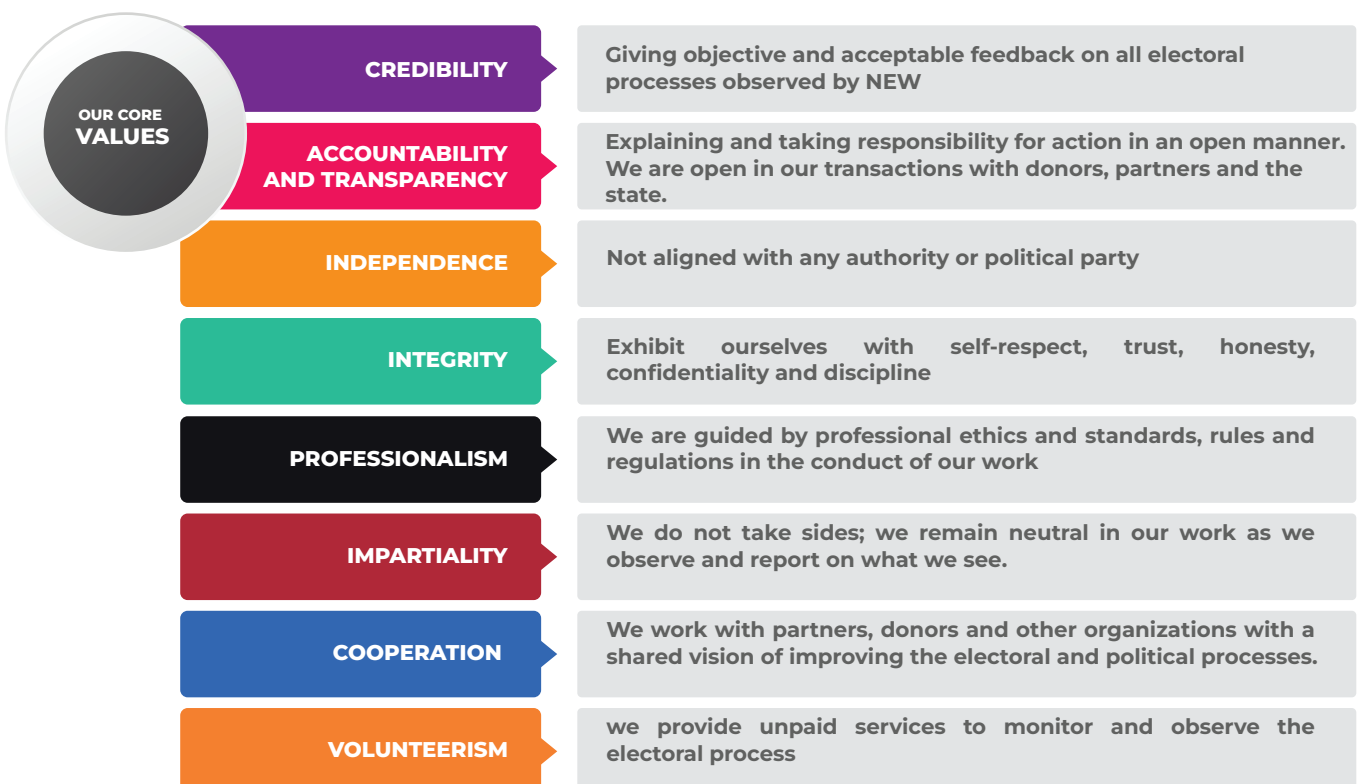 OUR CORE
VALUES
CREDIBILITY
Giving objective and acceptable feedback on all electoral
processes observed by NEW
ACCOUNTABILITY
AND TRANSPARENCY
Explaining and taking responsibility for action in an open manner.
We are open in our transactions with donors, partners and the
state.
INDEPENDENCE
Not aligned with any authority or political party
INTEGRITY
Exhibit ourselves with self-respect, trust, honesty,
confidentiality and discipline
PROFESSIONALISM
We are guided by professional ethics and standards, rules and
regulations in the conduct of our work
IMPARTIALITY
We do not take sides; we remain neutral in our work as we
observe and report on what we see.
COOPERATION
We work with partners, donors and other organizations with a
shared vision of improving the electoral and political processes.
VOLUNTEERISM
we provide unpaid services to monitor and observe the
electoral process